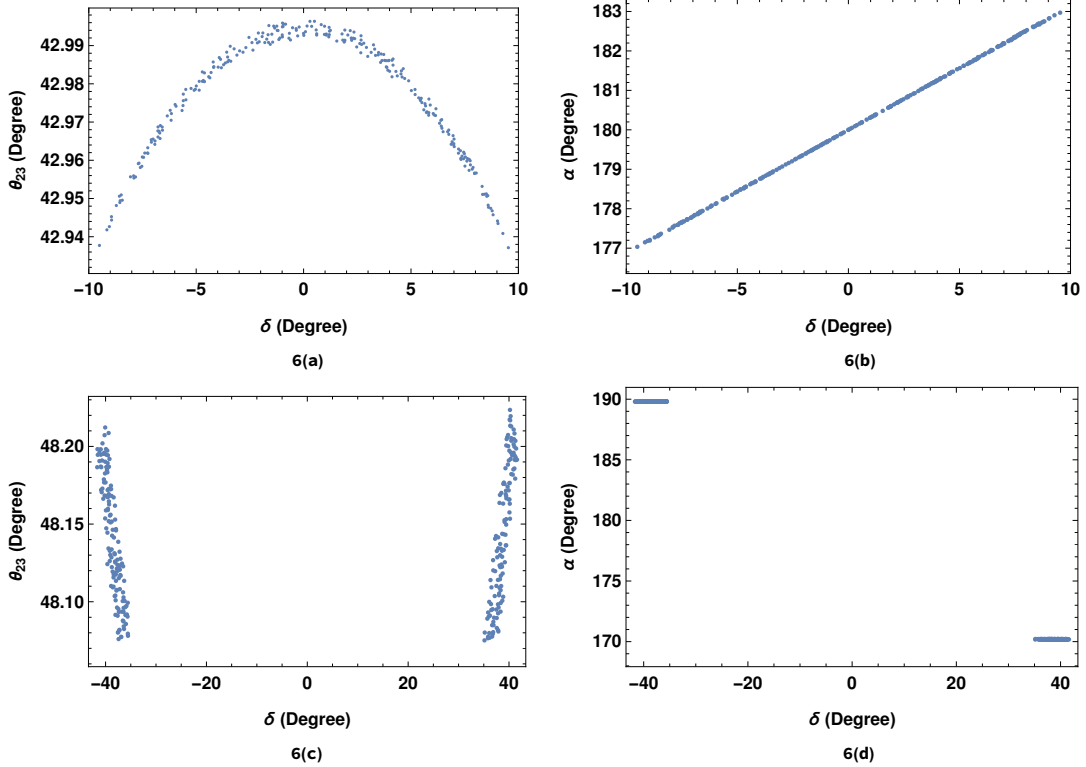 42.99
42.98
42.97
42.96
42.95
42.94
θ23 (Degree)
−10 −5 0 5 10
δ (Degree)
6(a)
183
182
181
180
179
178
177
α (Degree)
−10 −5 0 5 10
δ (Degree)
6(b)
48.20
48.15
48.10
θ23 (Degree)
−40 −20 0 20 40
δ (Degree)
6(c)
190
185
180
175
170
α (Degree)
−40 −20 0 20 40
δ (Degree)
6(d)